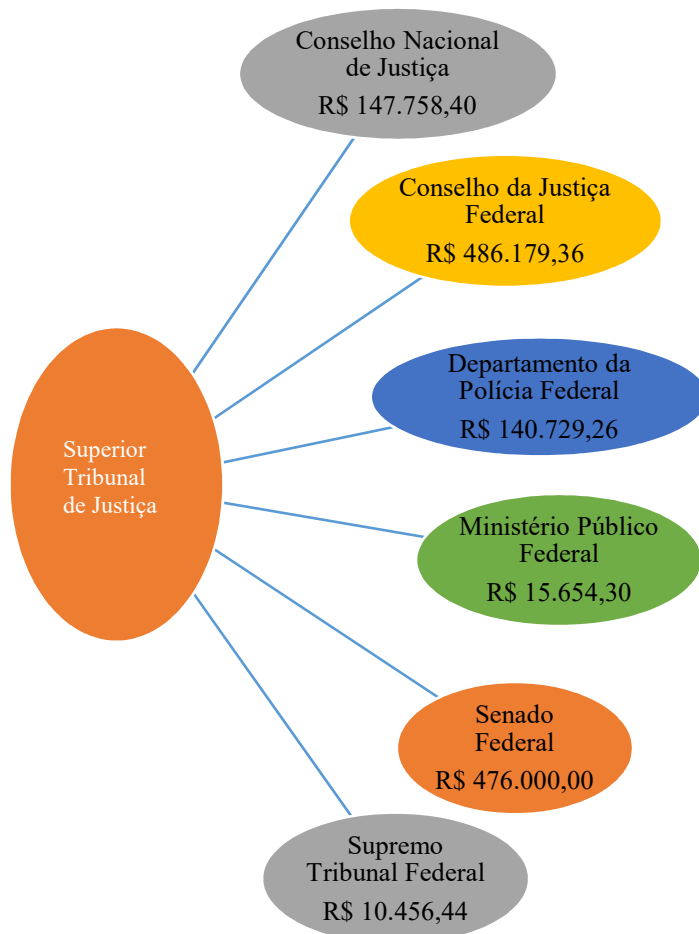 Conselho Nacional
de Justiça
R$ 147.758,40
Conselho da Justiça
Federal
R$ 486.179,36
Departamento da
Polícia Federal
R$ 140.729,26
Superior
Tribunal
de Justiça
Ministério Público
Federal
R$ 15.654,30
Senado
Federal
R$ 476.000,00
Supremo
Tribunal Federal
R$ 10.456,44